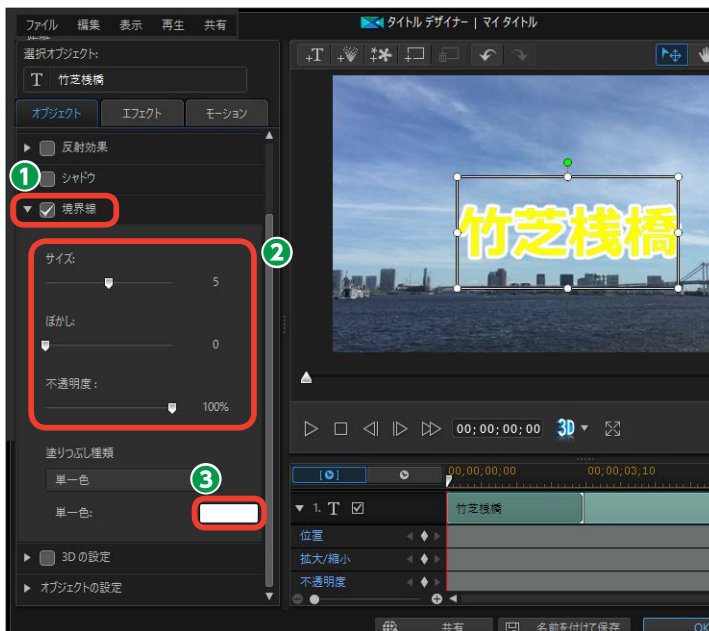 ファイル 編集 表示 再生 共有
タイトル デザイナー | マイ タイトル
選択オブジェクト:
T 竹芝桟橋
オブジェクト エフェクト モーション
反射効果
1
シャドウ
境界線
2
サイズ:
5
ぼかし:
0
不透明度:
100%
塗りつぶし種類
単一色
3
単一色:
3D の設定
オブジェクトの設定
竹芝桟橋
00;00;00;00 3D
00;00;00;00 00;00;03;10
1. T 竹芝桟橋
位置
拡大/縮小
不透明度
共有 名前を付けて保存 OK